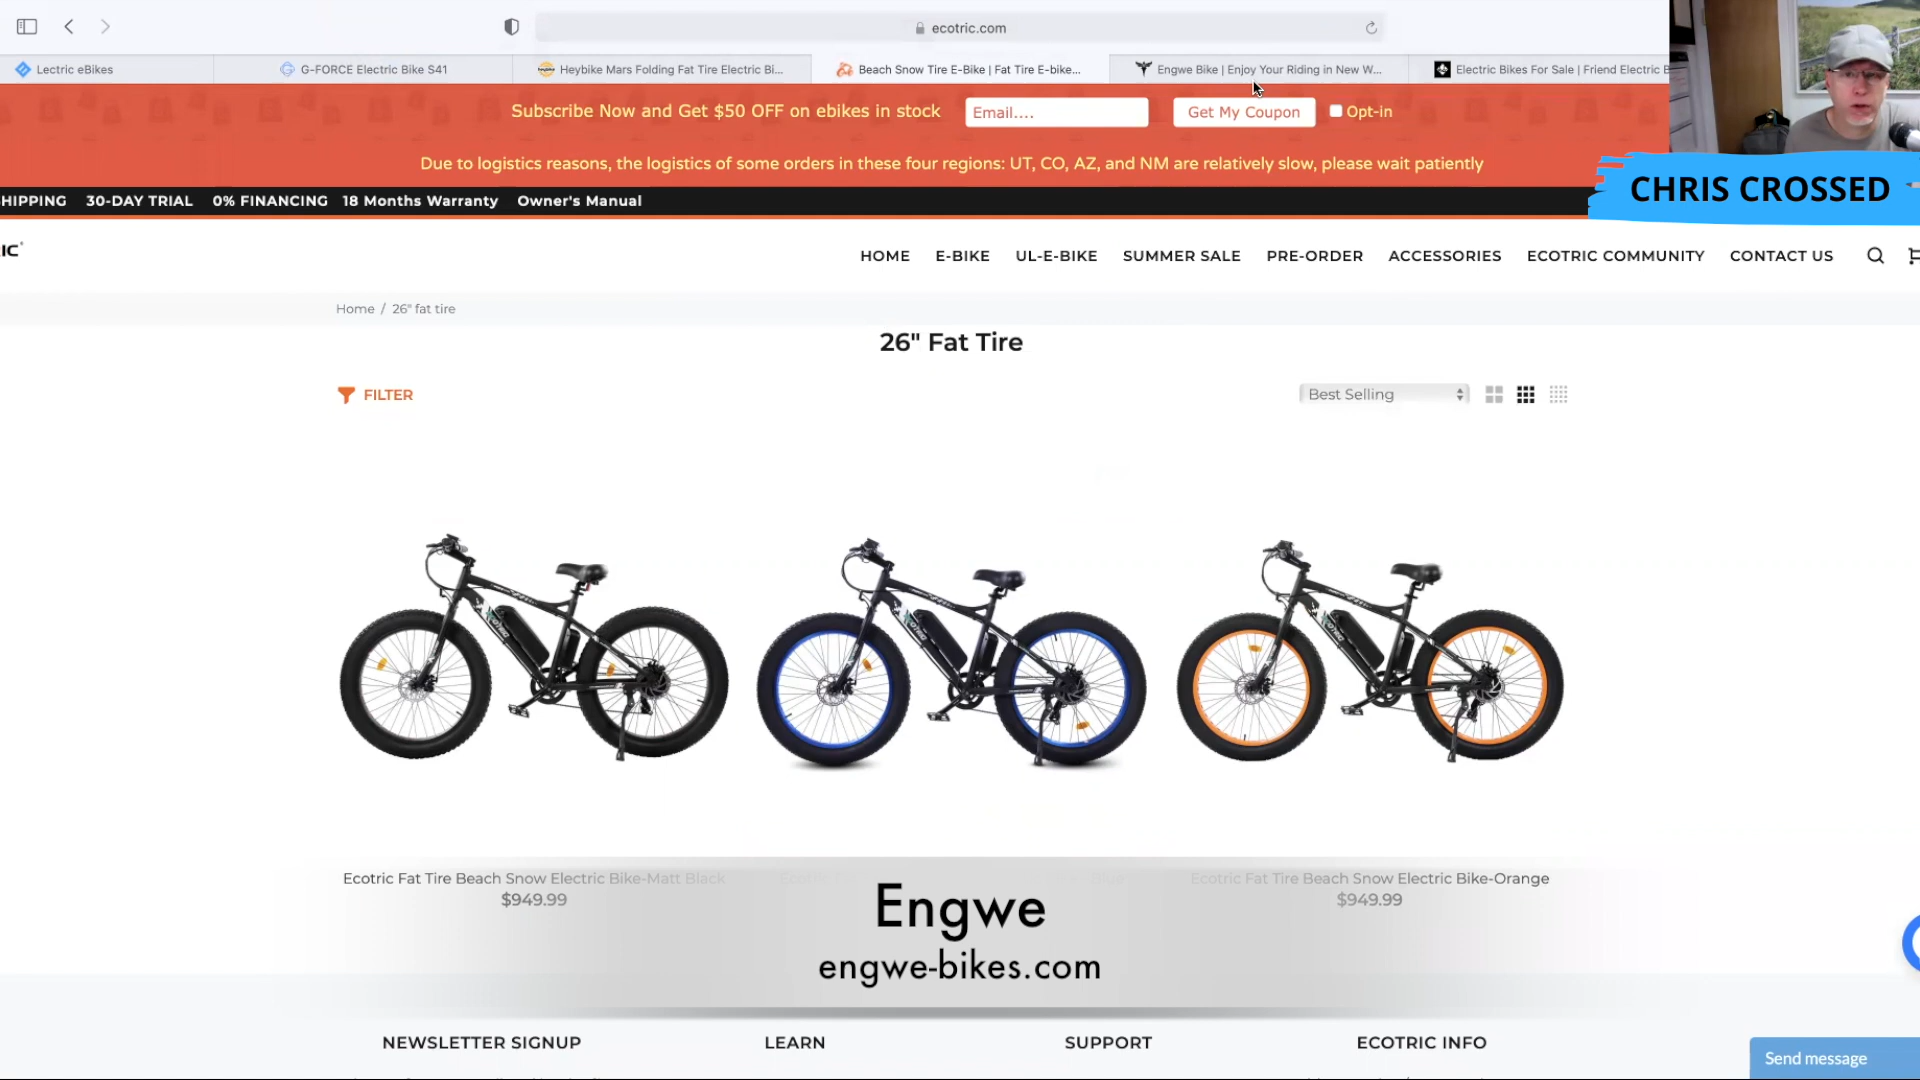 ecotric.com
Lectric eBikes
G-FORCE Electric Bike S41
Heybike Mars Folding Fat Tire Electric Bi...
Beach Snow Tire E-Bike | Fat Tire E-bike...
Engwe Bike | Enjoy Your Riding in New W...
Electric Bikes For Sale | Friend Electric B
Subscribe Now and Get $50 OFF on ebikes in stock
Email....
Get My Coupon
Opt-in
Due to logistics reasons, the logistics of some orders in these four regions: UT, CO, AZ, and NM are relatively slow, please wait patiently
CHRIS CROSSED
HIPPING 30-DAY TRIAL 0% FINANCING 18 Months Warranty Owner's Manual
IC
HOME E-BIKE UL-E-BIKE SUMMER SALE PRE-ORDER ACCESSORIES ECOTRIC COMMUNITY CONTACT US
Home / 26" fat tire
26" Fat Tire
FILTER
Best Selling
Ecotric Fat Tire Beach Snow Electric Bike-Matt Black
$949.99
Ecotric Fat Tire Beach Snow Electric Bike-Orange
$949.99
Engwe
engwe-bikes.com
NEWSLETTER SIGNUP
LEARN
SUPPORT
ECOTRIC INFO
Send message